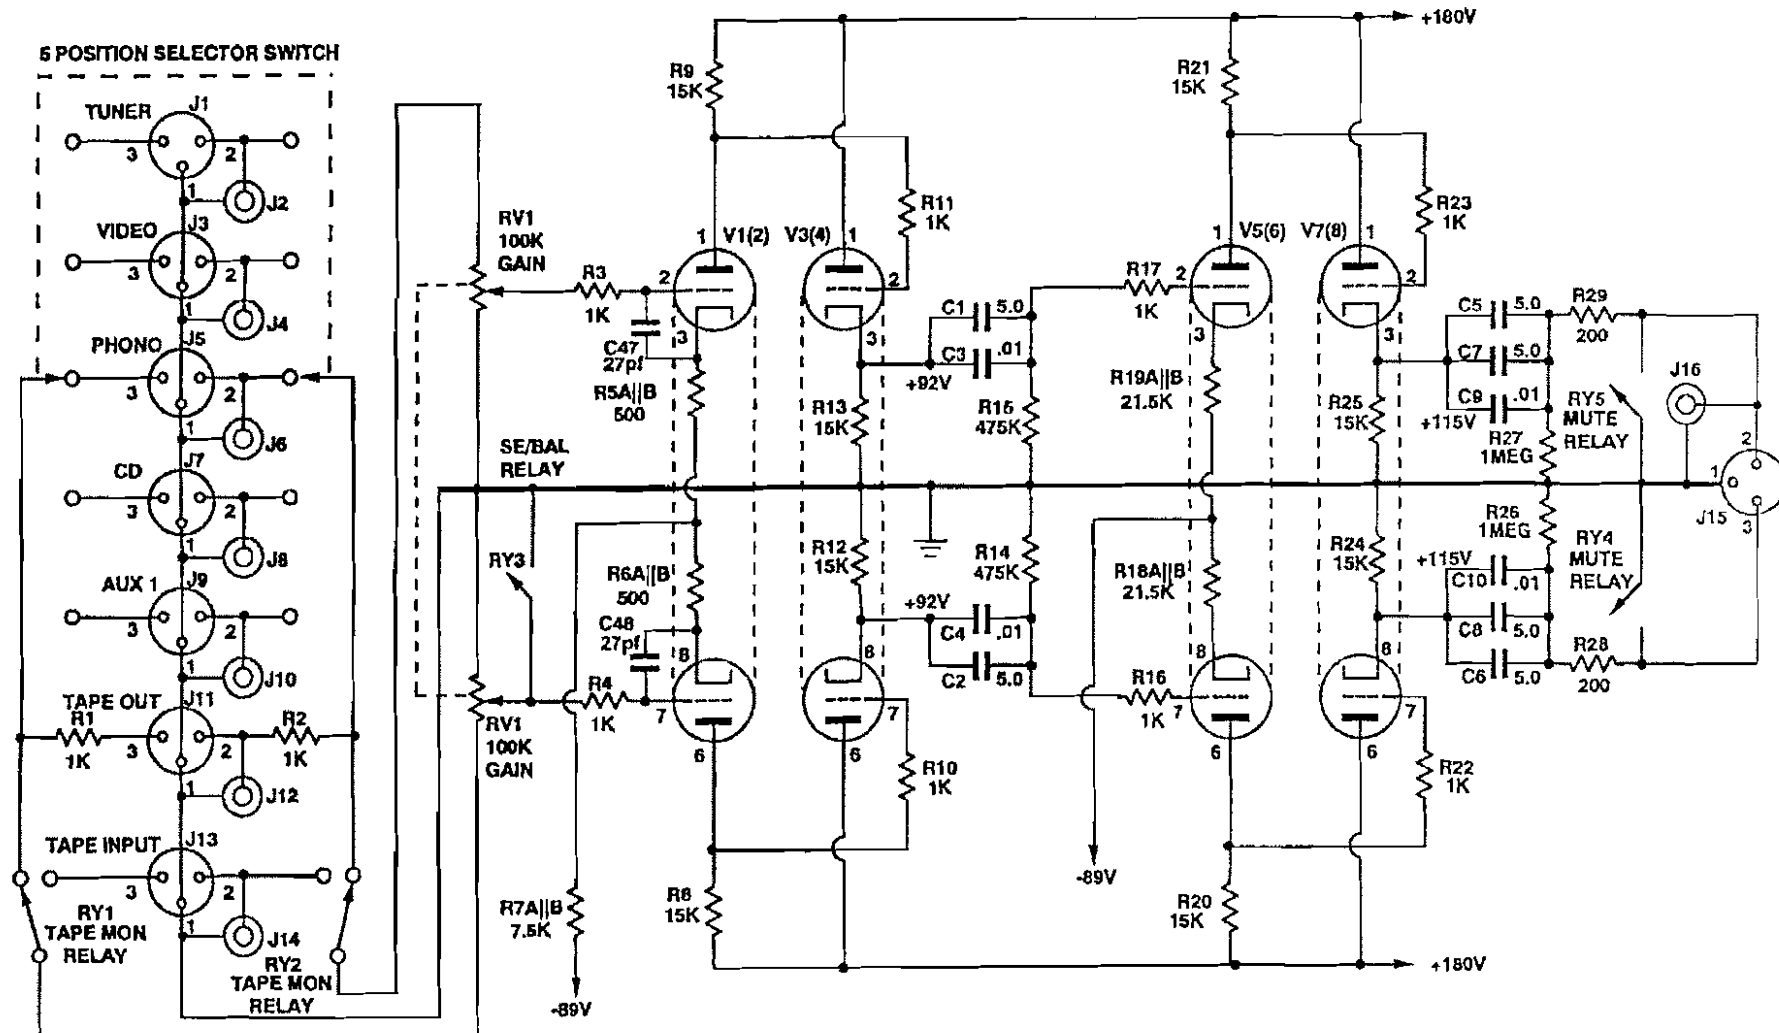 5 POSITION SELECTOR SWITCH
TUNER
J1
3
2
1
J2
VIDEO
J3
3
2
1
J4
PHONO
J5
3
2
1
J6
CD
J7
3
2
1
J8
AUX 1
J9
3
2
1
J10
TAPE OUT
J11
R1
1K
3
2
R2
1K
1
J12
TAPE INPUT
J13
3
2
1
J14
RY1
TAPE MON
RELAY
RY2
TAPE MON
RELAY
RV1
100K
GAIN
R3
1K
C47
27pf
R5A||B
500
SE/BAL
RELAY
RY3
R6A||B
500
C48
27pf
R4
1K
RV1
100K
GAIN
R7A||B
7.5K
-89V
R9
15K
1
V1(2)
2
3
8
7
6
R8
15K
V3(4)
1
2
3
R11
1K
R13
15K
R12
15K
8
7
6
R10
1K
C1
5.0
C3
.01
+92V
R15
475K
R14
475K
+92V
C4
.01
C2
5.0
+180V
R21
15K
R17
1K
1
V5(6)
2
3
R19A||B
21.5K
R18A||B
21.5K
8
R16
1K
7
6
-89V
R20
15K
V7(8)
1
2
3
R23
1K
R25
15K
R24
15K
8
7
6
R22
1K
+180V
C5
5.0
C7
5.0
C9
.01
+115V
R29
200
R27
1MEG
RY5
MUTE
RELAY
J16
2
1
3
J15
R26
1MEG
RY4
MUTE
RELAY
+115V
C10
.01
C8
5.0
C6
5.0
R28
200